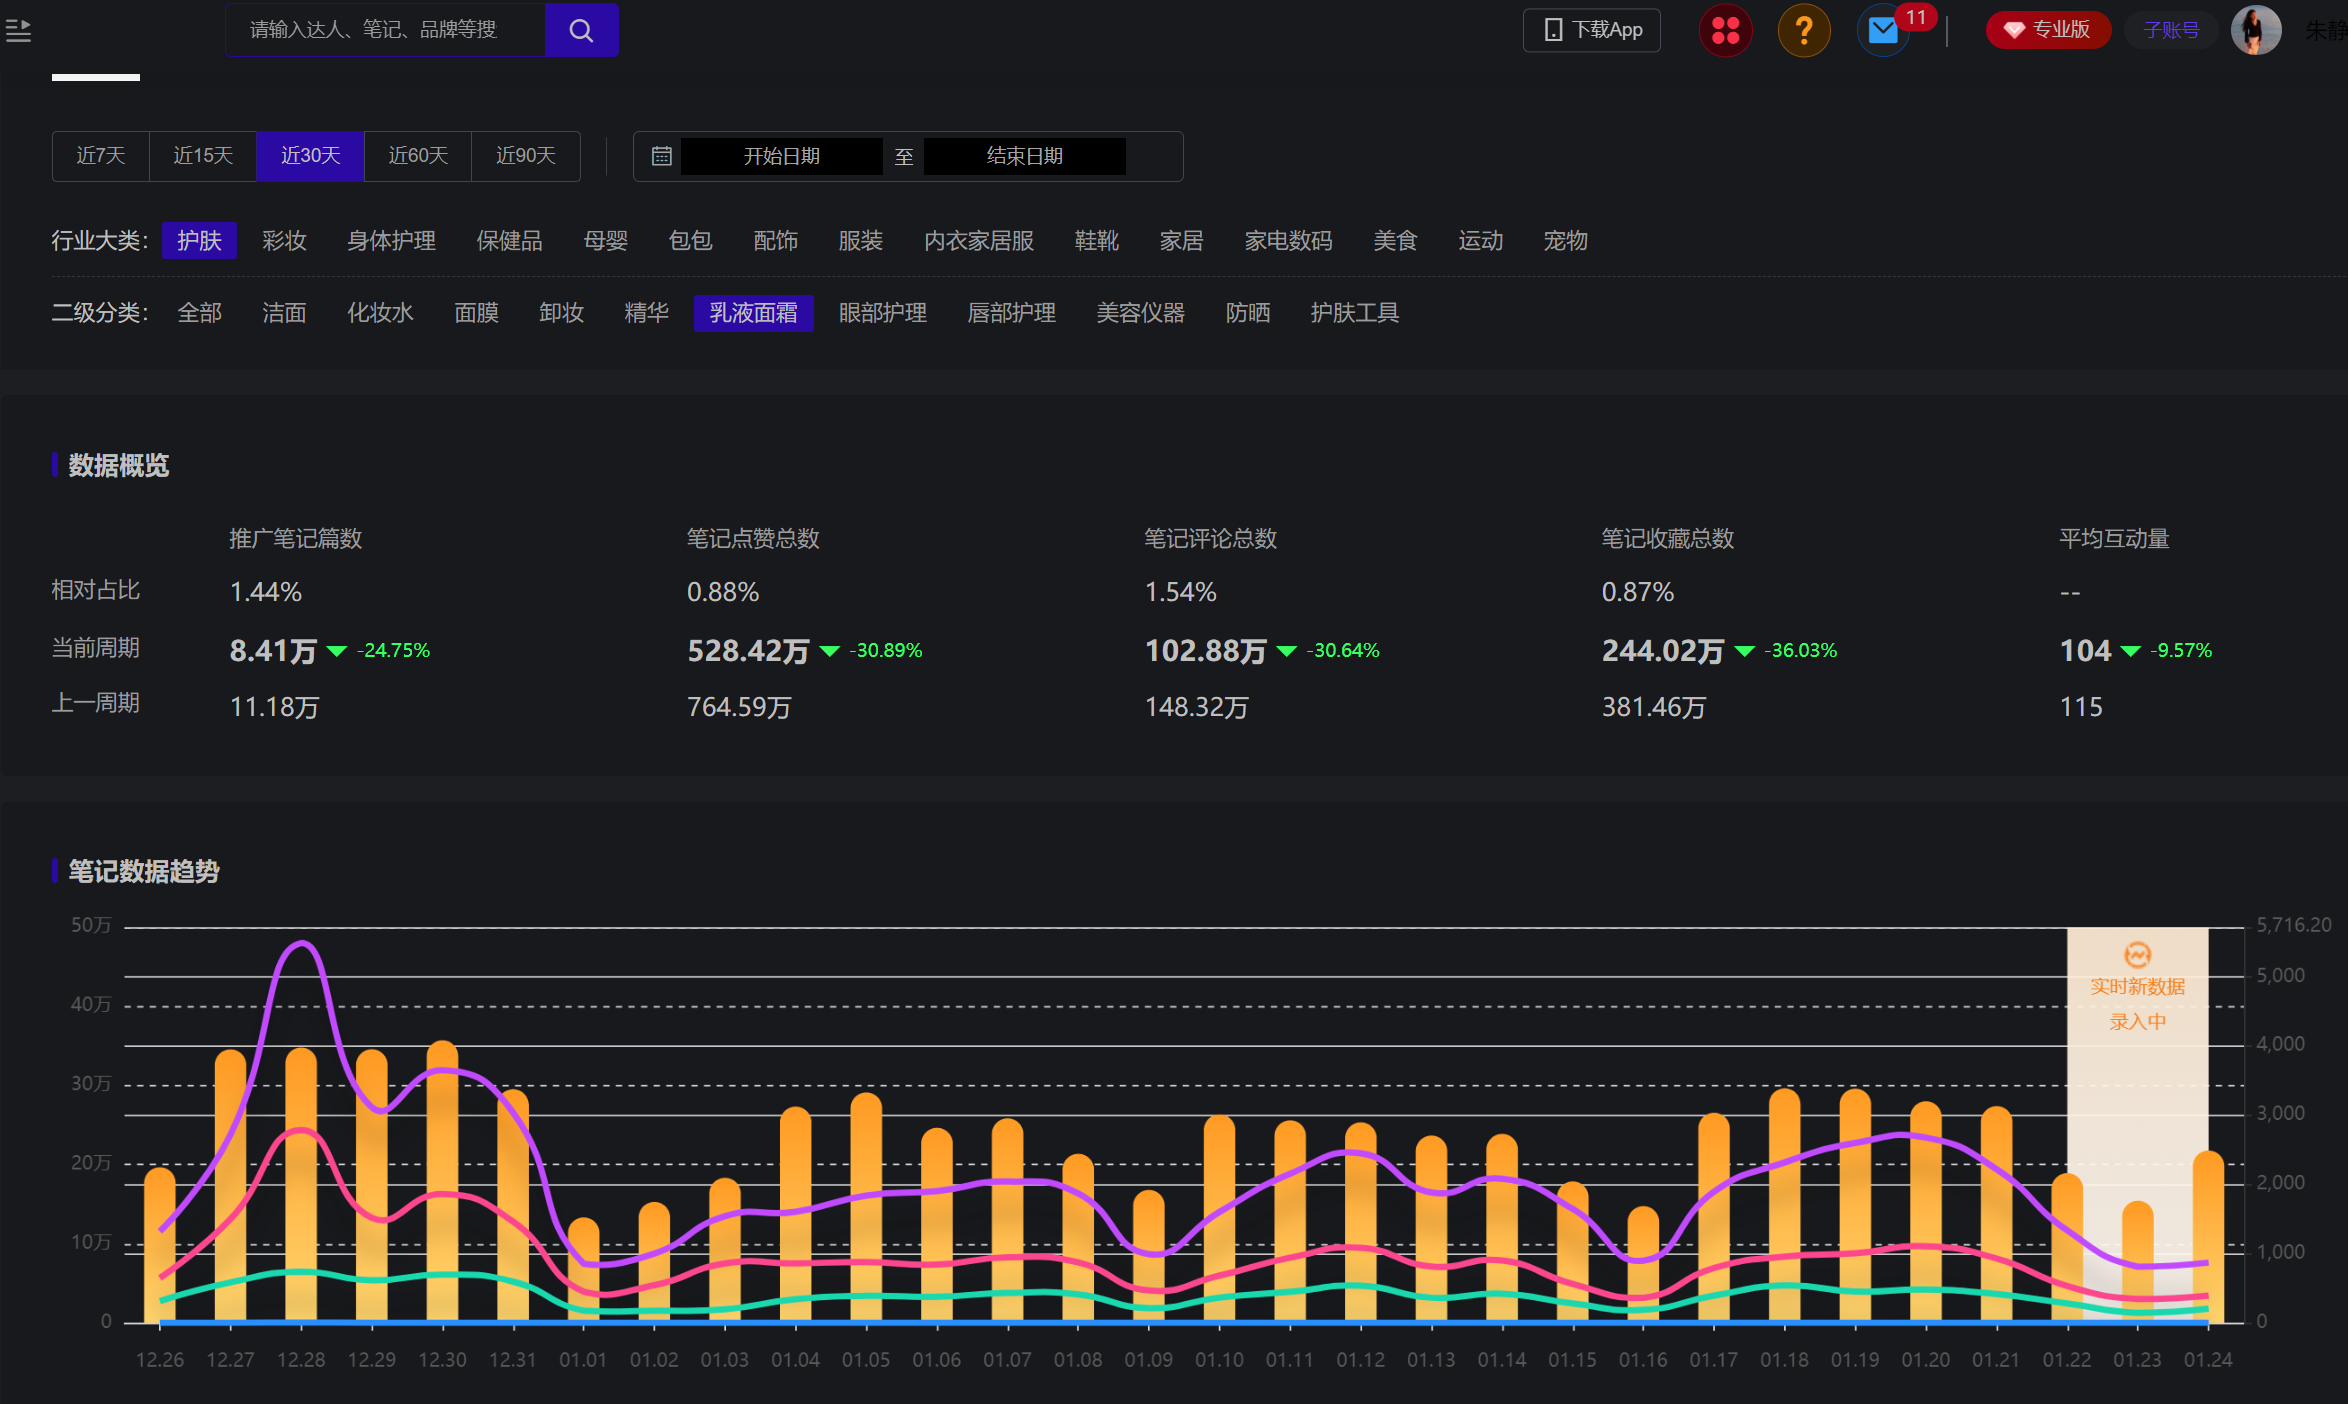 请输入达人、笔记、品牌等搜
下载App
?
11
专业版
子账号
朱静
近7天 近15天 近30天 近60天 近90天
开始日期 至 结束日期
行业大类： 护肤 彩妆 身体护理 保健品 母婴 包包 配饰 服装 内衣家居服 鞋靴 家居 家电数码 美食 运动 宠物
二级分类： 全部 洁面 化妆水 面膜 卸妆 精华 乳液面霜 眼部护理 唇部护理 美容仪器 防晒 护肤工具
数据概览
推广笔记篇数 笔记点赞总数 笔记评论总数 笔记收藏总数 平均互动量
相对占比 1.44% 0.88% 1.54% 0.87% --
当前周期 8.41万 -24.75% 528.42万 -30.89% 102.88万 -30.64% 244.02万 -36.03% 104 -9.57%
上一周期 11.18万 764.59万 148.32万 381.46万 115
笔记数据趋势
50万 5,716.20
5,000
实时新数据
40万
录入中
4,000
30万
3,000
20万
2,000
10万
1,000
0 0
12.26 12.27 12.28 12.29 12.30 12.31 01.01 01.02 01.03 01.04 01.05 01.06 01.07 01.08 01.09 01.10 01.11 01.12 01.13 01.14 01.15 01.16 01.17 01.18 01.19 01.20 01.21 01.22 01.23 01.24